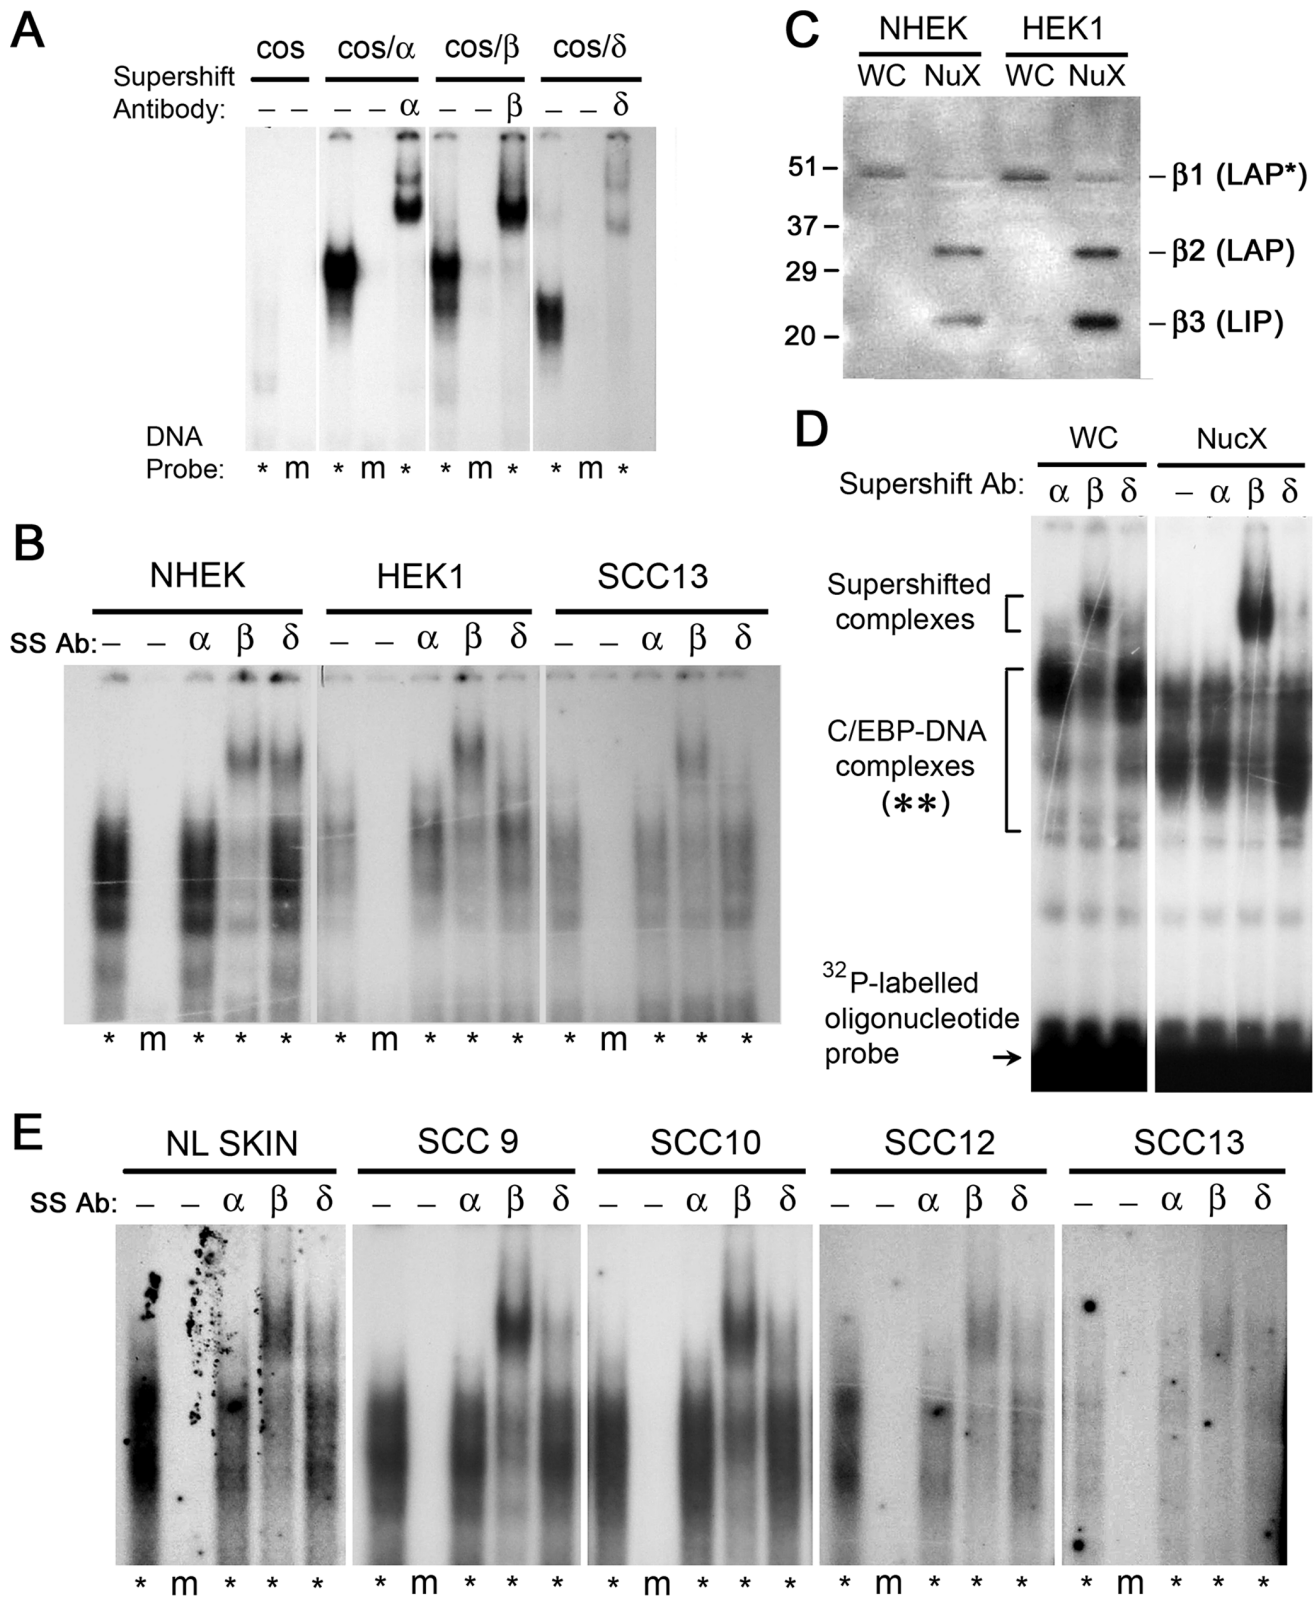 A
cos cos/α cos/β cos/δ
Supershift
Antibody: – – – – α – – β – – δ
DNA
Probe: * m * m * * m * * m *
B
NHEK HEK1 SCC13
SS Ab: – – α β δ – – α β δ – – α β δ
* m * * * * m * * * * m * * *
C
NHEK HEK1
WC NuX WC NuX
51 –
37 –
29 –
20 –
– β1 (LAP*)
– β2 (LAP)
– β3 (LIP)
D
WC NucX
Supershift Ab: α β δ – α β δ
Supershifted
complexes
C/EBP-DNA
complexes
(**)
32P-labelled
oligonucleotide
probe →
E
NL SKIN SCC 9 SCC10 SCC12 SCC13
SS Ab: – – α β δ – – α β δ – – α β δ – – α β δ – – α β δ
* m * * * * m * * * * m * * * * m * * * * m * * *